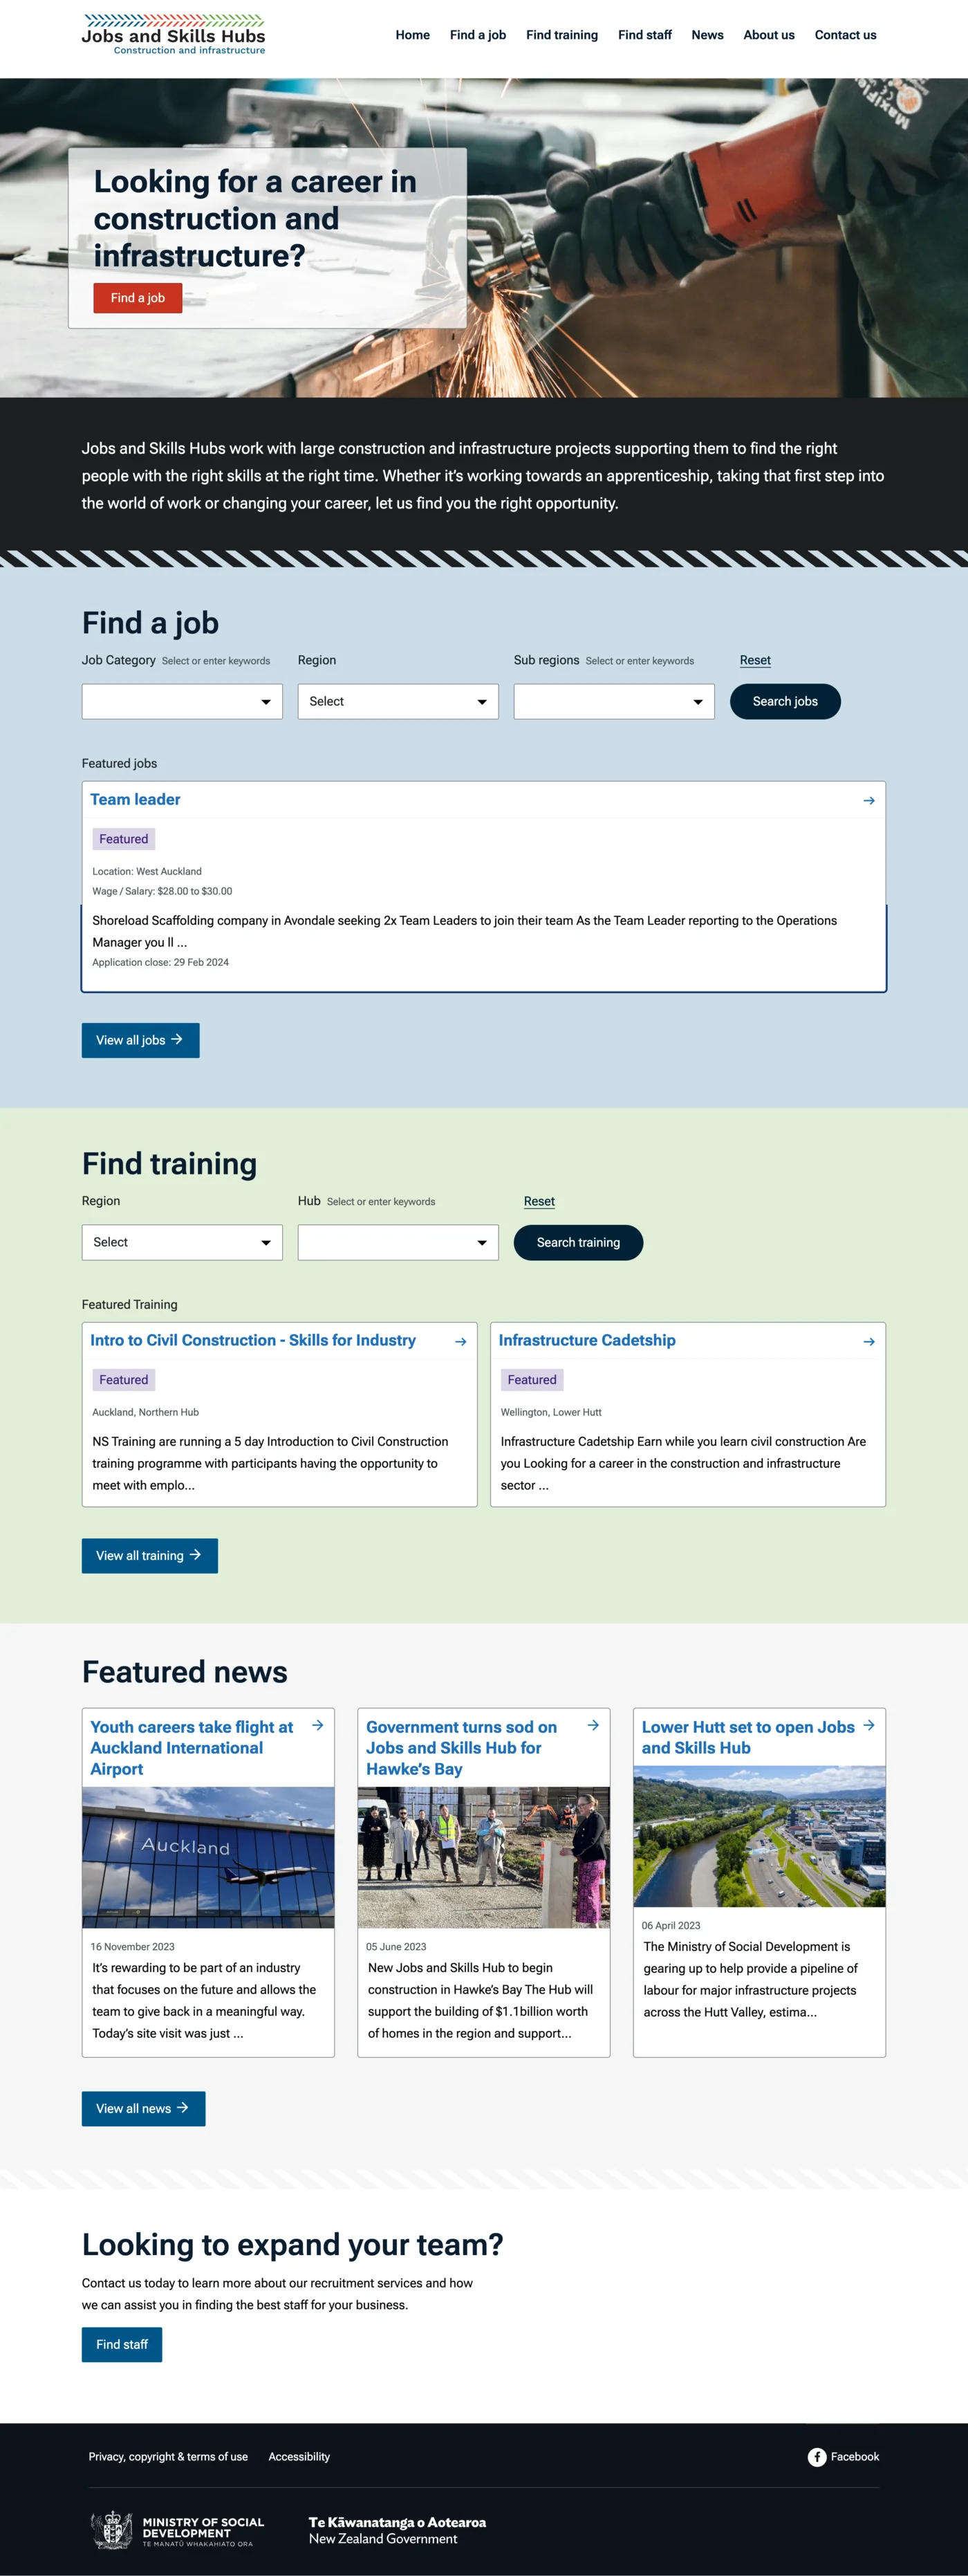 Jobs and Skills Hubs
Construction and infrastructure
Home Find a job Find training Find staff News About us Contact us
MaxiFlex
Looking for a career in
construction and
infrastructure?
Find a job
Jobs and Skills Hubs work with large construction and infrastructure projects supporting them to find the right
people with the right skills at the right time. Whether it’s working towards an apprenticeship, taking that first step into
the world of work or changing your career, let us find you the right opportunity.
Find a job
Job Category Select or enter keywords Region Sub regions Select or enter keywords Reset
Select Search jobs
Featured jobs
Team leader
Featured
Location: West Auckland
Wage / Salary: $28.00 to $30.00
Shoreload Scaffolding company in Avondale seeking 2x Team Leaders to join their team As the Team Leader reporting to the Operations
Manager you ll ...
Application close: 29 Feb 2024
View all jobs
Find training
Region Hub Select or enter keywords Reset
Select Search training
Featured Training
Intro to Civil Construction - Skills for Industry
Featured
Auckland, Northern Hub
NS Training are running a 5 day Introduction to Civil Construction
training programme with participants having the opportunity to
meet with emplo...
Infrastructure Cadetship
Featured
Wellington, Lower Hutt
Infrastructure Cadetship Earn while you learn civil construction Are
you Looking for a career in the construction and infrastructure
sector ...
View all training
Featured news
Youth careers take flight at
Auckland International
Airport
Auckland
16 November 2023
It’s rewarding to be part of an industry
that focuses on the future and allows the
team to give back in a meaningful way.
Today’s site visit was just ...
Government turns sod on
Jobs and Skills Hub for
Hawke’s Bay
05 June 2023
New Jobs and Skills Hub to begin
construction in Hawke’s Bay The Hub will
support the building of $1.1billion worth
of homes in the region and support...
Lower Hutt set to open Jobs
and Skills Hub
06 April 2023
The Ministry of Social Development is
gearing up to help provide a pipeline of
labour for major infrastructure projects
across the Hutt Valley, estima...
View all news
Looking to expand your team?
Contact us today to learn more about our recruitment services and how
we can assist you in finding the best staff for your business.
Find staff
Privacy, copyright & terms of use Accessibility Facebook
MINISTRY OF SOCIAL
DEVELOPMENT
TE MANATŪ WHAKAHIATO ORA
Te Kāwanatanga o Aotearoa
New Zealand Government